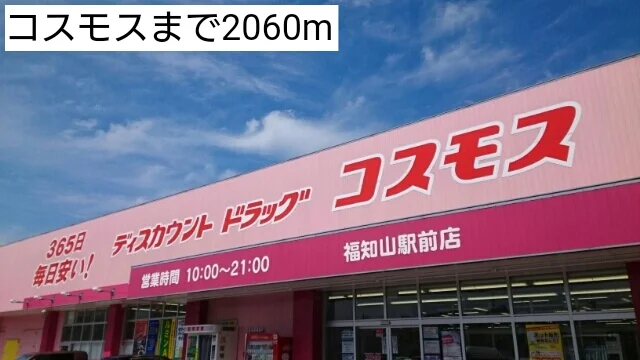 コスモスまで2060m
365日
毎日安い!
ディスカウント ドラッグ コスモス
営業時間 10:00〜21:00
福知山駅前店